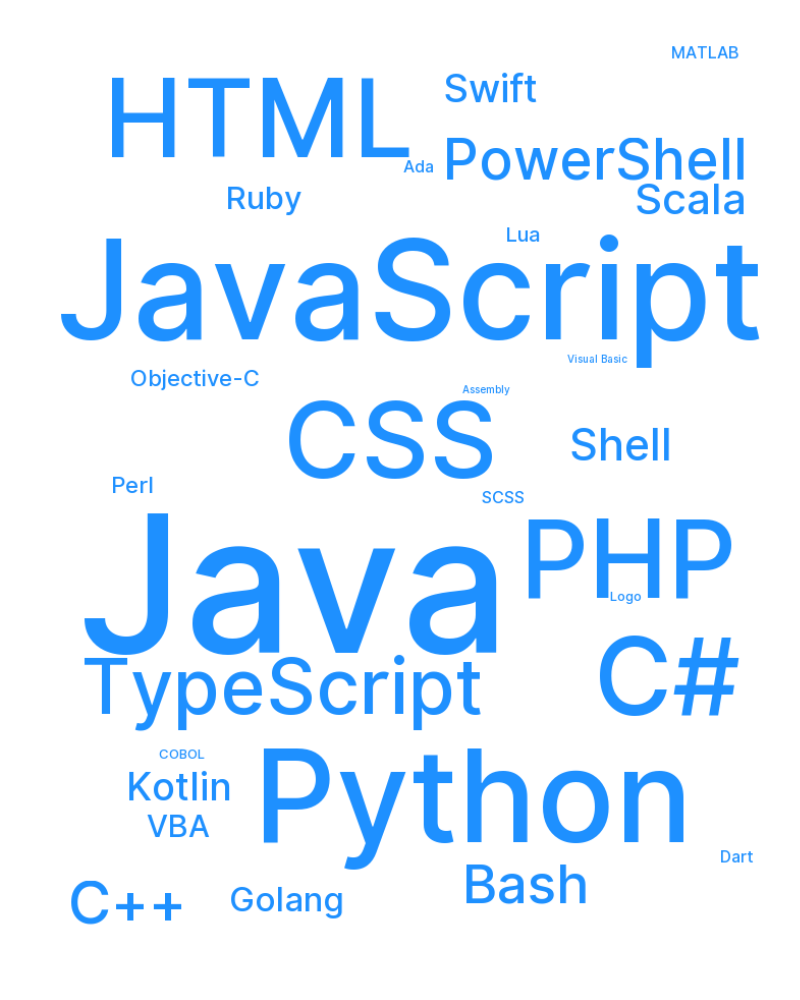 MATLAB
HTML
Swift
Ada
PowerShell
Ruby
Scala
Lua
JavaScript
Visual Basic
Objective-C
Assembly
CSS
Shell
Perl
SCSS
Java
PHP
Logo
TypeScript
C#
COBOL
Kotlin
Python
VBA
Dart
Bash
C++
Golang